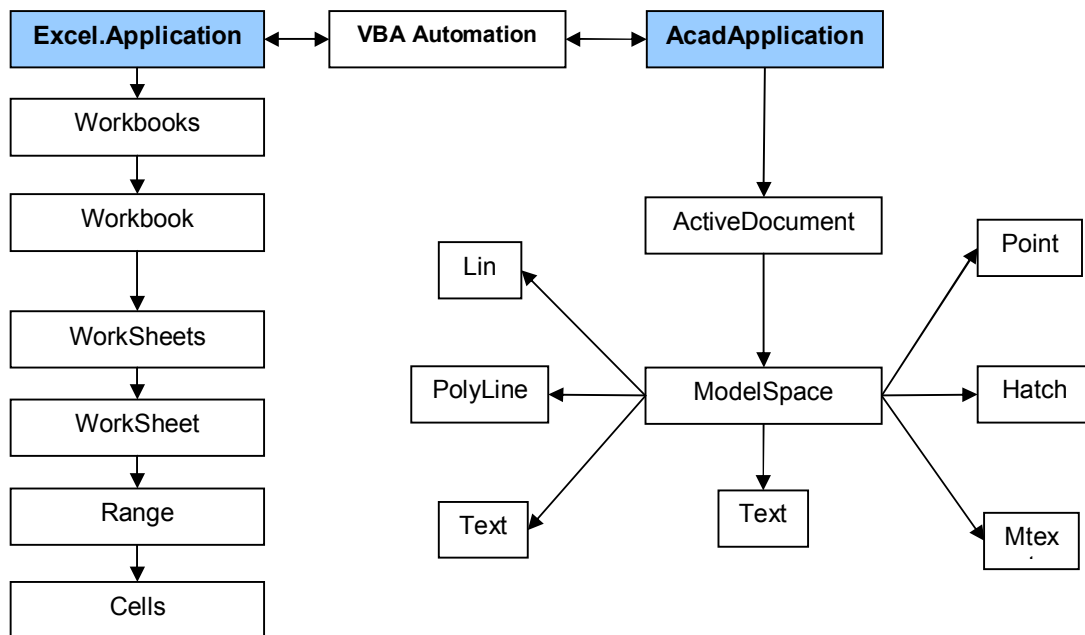 Excel.Application
VBA Automation
AcadApplication
Workbooks
Workbook
WorkSheets
WorkSheet
Range
Cells
ActiveDocument
Lin
Point
PolyLine
ModelSpace
Hatch
Text
Text
Mtex